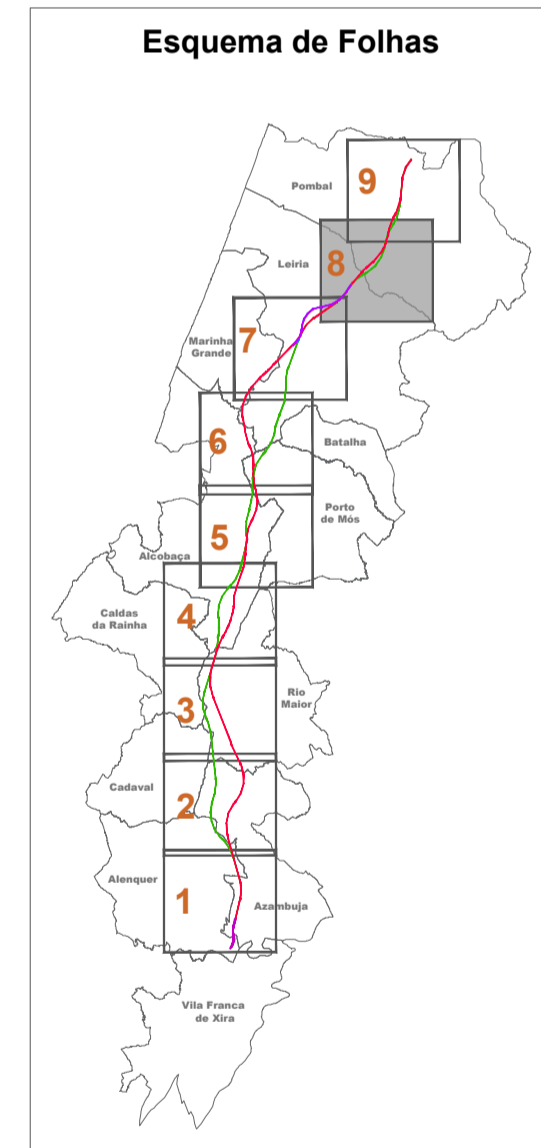 Esquema de Folhas
9
Pombal
8
Leiria
7
Marinha
Grande
6
Batalha
5
Porto
de Mós
Alcobaça
4
Caldas
da Rainha
3
Rio
Maior
2
Cadaval
1
Alenquer
Azambuja
Vila Franca
de Xira